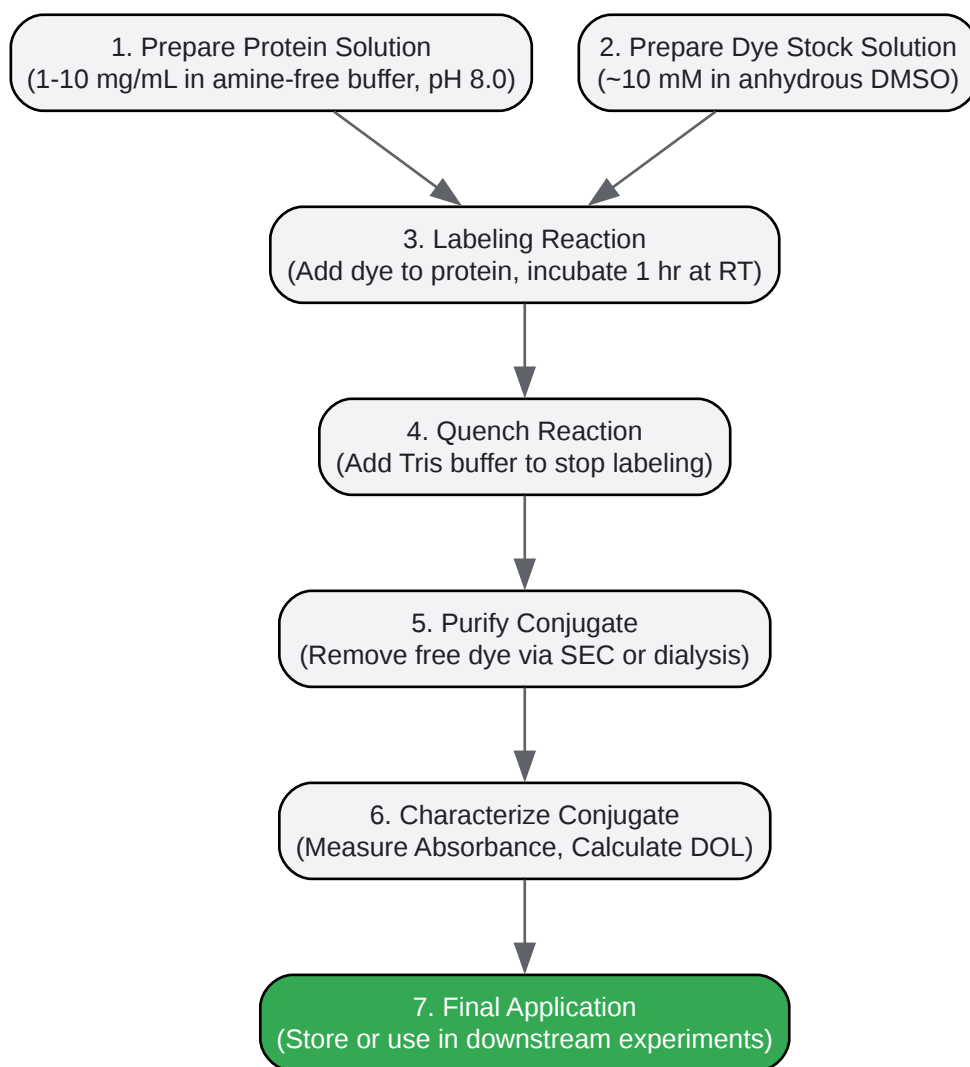 1. Prepare Protein Solution
(1-10 mg/mL in amine-free buffer, pH 8.0)
2. Prepare Dye Stock Solution
(~10 mM in anhydrous DMSO)
3. Labeling Reaction
(Add dye to protein, incubate 1 hr at RT)
4. Quench Reaction
(Add Tris buffer to stop labeling)
5. Purify Conjugate
(Remove free dye via SEC or dialysis)
6. Characterize Conjugate
(Measure Absorbance, Calculate DOL)
7. Final Application
(Store or use in downstream experiments)